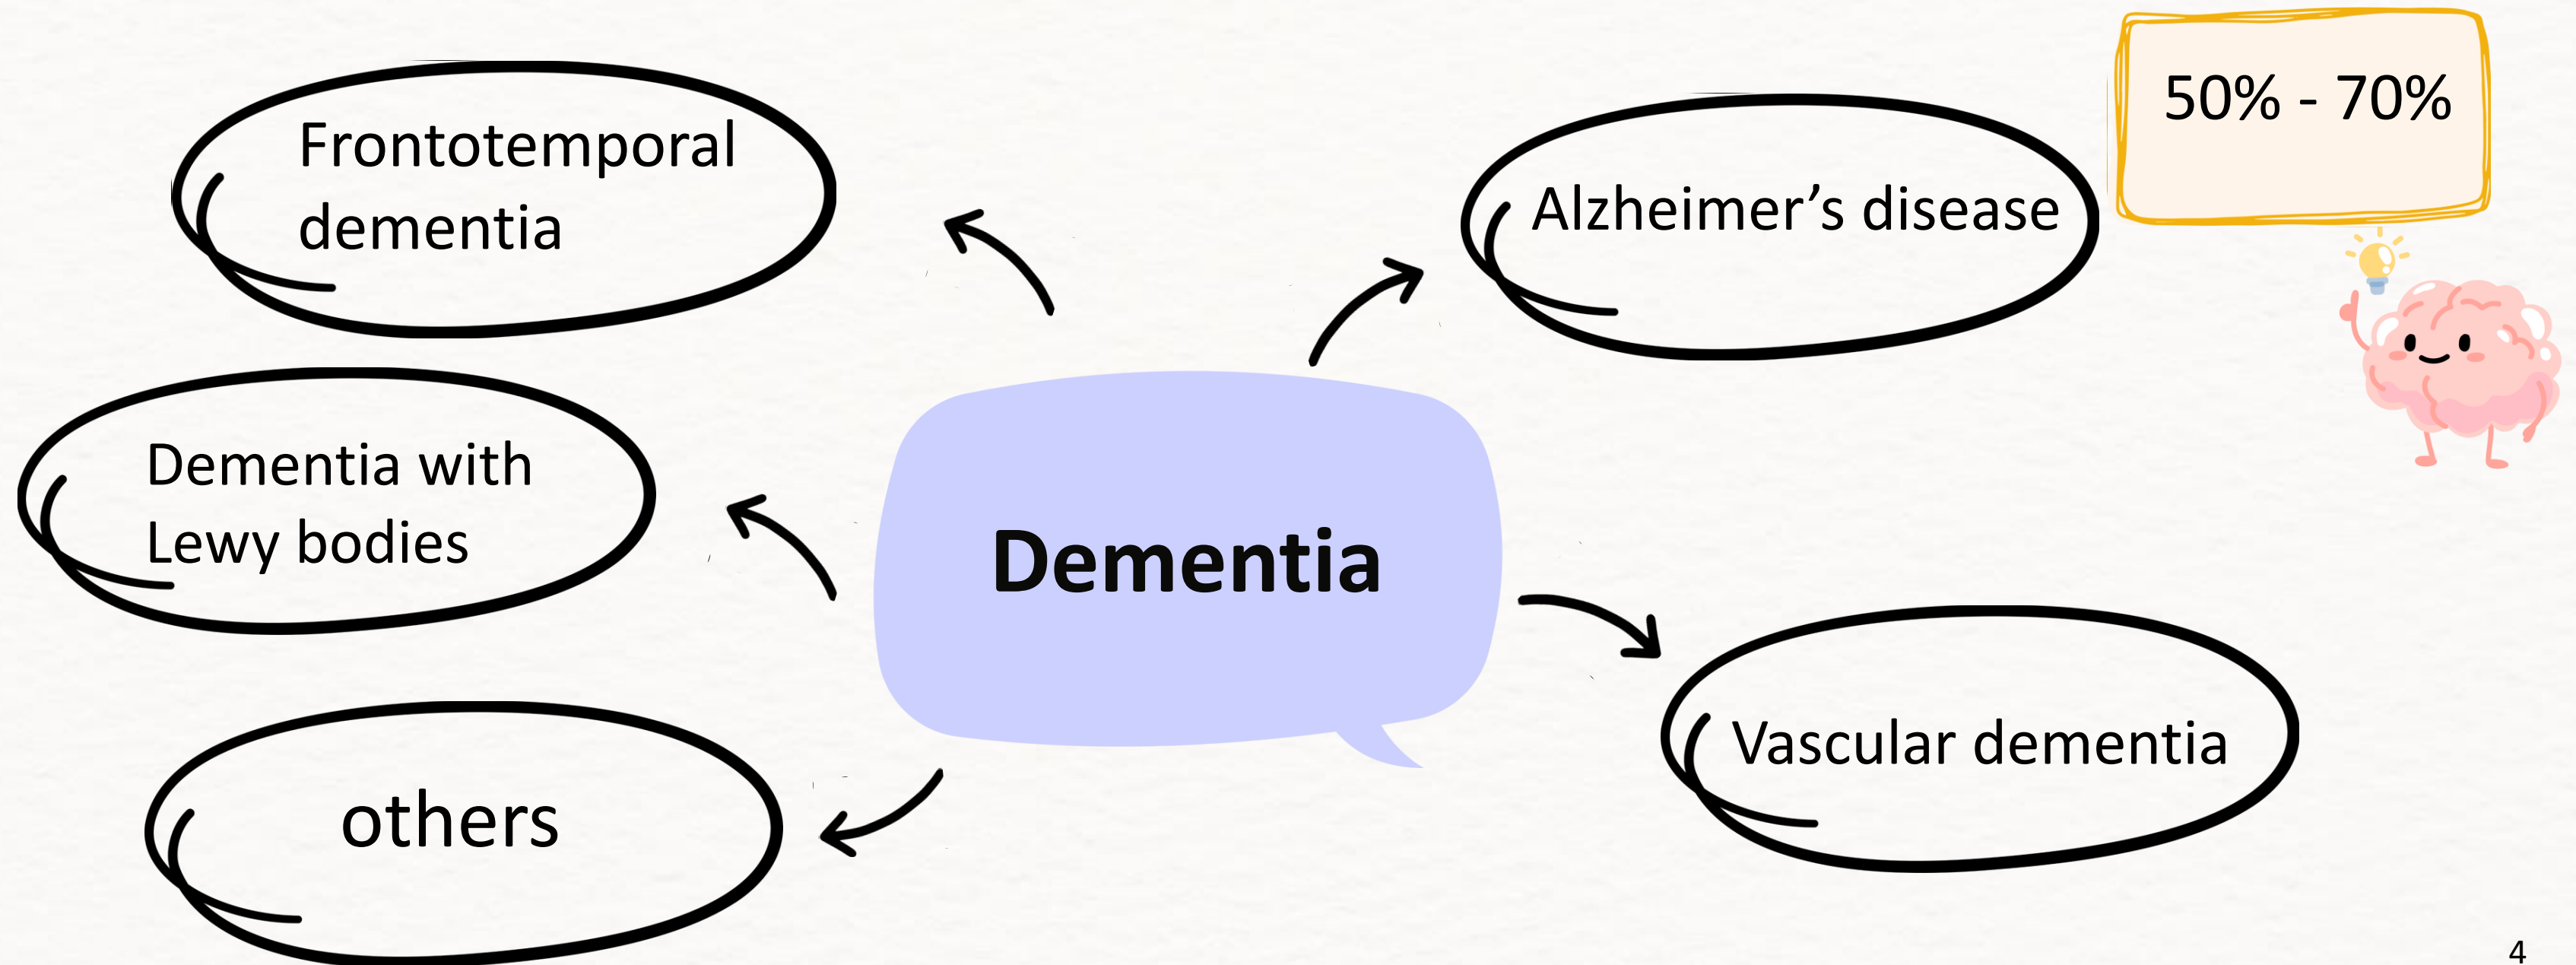 50% - 70%
Frontotemporal
dementia
Alzheimer’s disease
Dementia with
Lewy bodies
Dementia
Vascular dementia
others
4